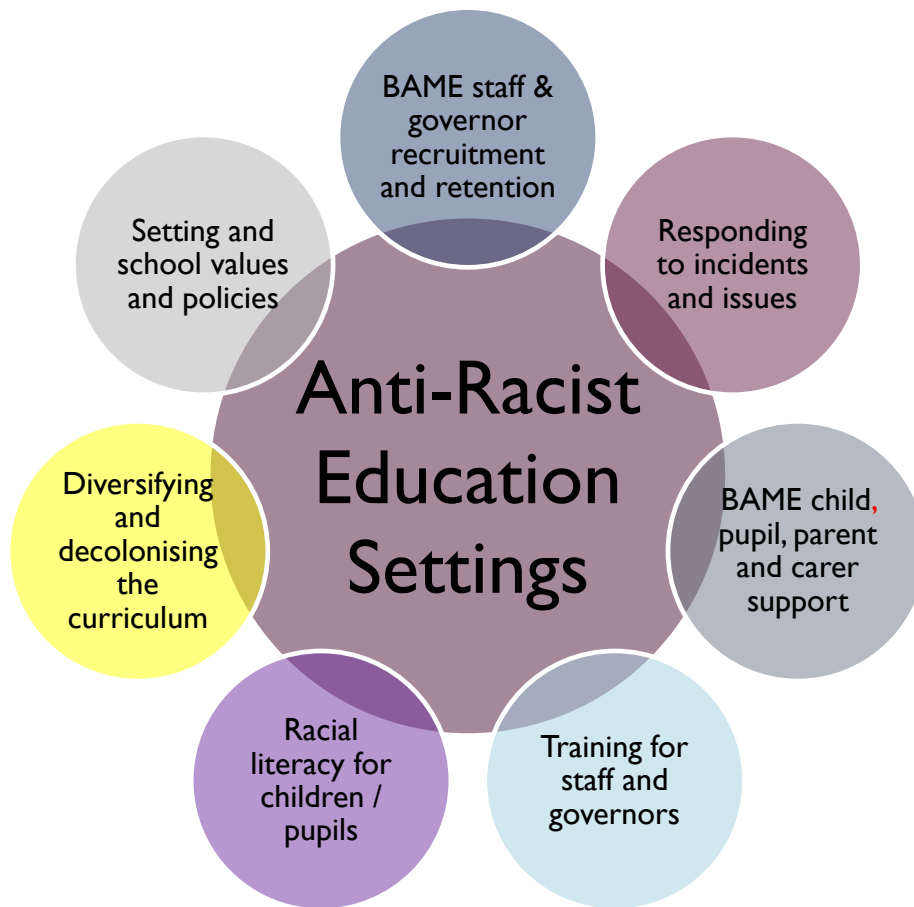 BAME staff &
governor
recruitment
and retention
Responding
to incidents
and issues
BAME child,
pupil, parent
and carer
support
Training for
staff and
governors
Racial
literacy for
children /
pupils
Diversifying
and
decolonising
the
curriculum
Setting and
school values
and policies
Anti-Racist
Education
Settings